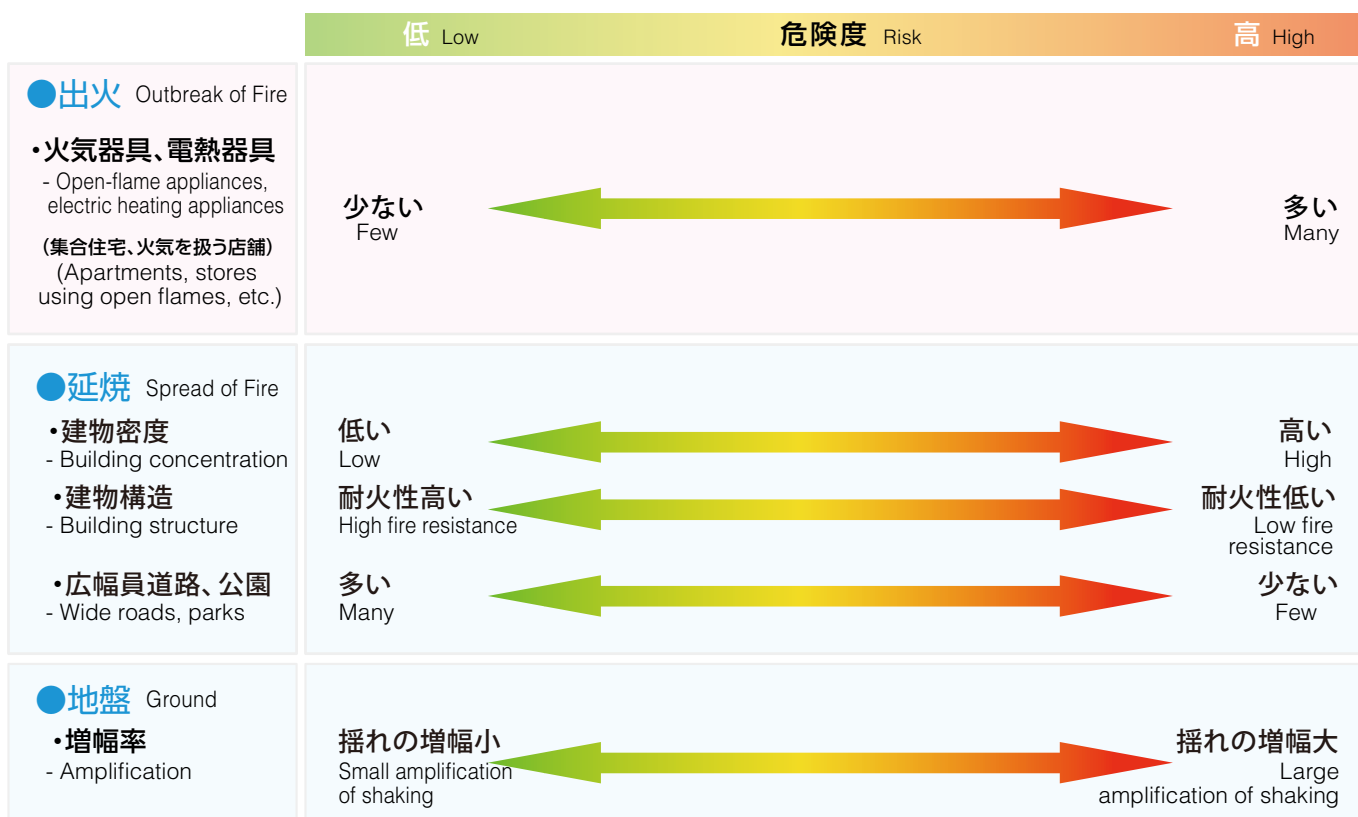 低 Low 危険度 Risk 高 High
●出火 Outbreak of Fire
・火気器具、電熱器具
- Open-flame appliances,
electric heating appliances
(集合住宅、火気を扱う店舗)
(Apartments, stores
using open flames, etc.)
少ない
Few
多い
Many
●延焼 Spread of Fire
・建物密度
- Building concentration
低い
Low
高い
High
・建物構造
- Building structure
耐火性高い
High fire resistance
耐火性低い
Low fire
resistance
・広幅員道路、公園
- Wide roads, parks
多い
Many
少ない
Few
●地盤 Ground
・増幅率
- Amplification
揺れの増幅小
Small amplification
of shaking
揺れの増幅大
Large
amplification of shaking